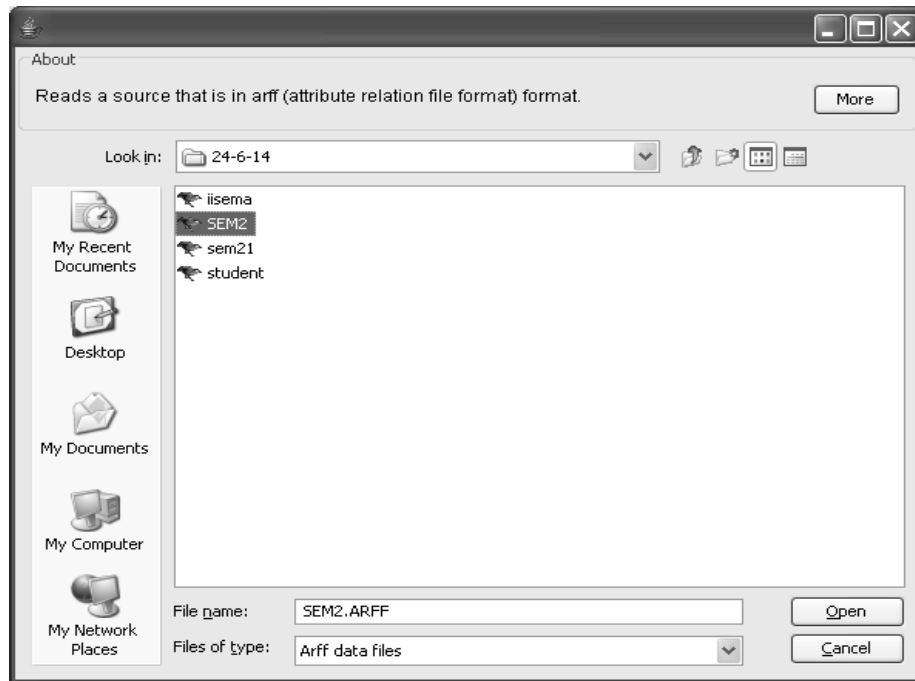 About
Reads a source that is in arff (attribute relation file format) format.
More
Look in:
24-6-14
iisema
SEM2
sem21
student
My Recent
Documents
Desktop
My Documents
My Computer
My Network
Places
File name:
SEM2.ARFF
Open
Files of type:
Arff data files
Cancel